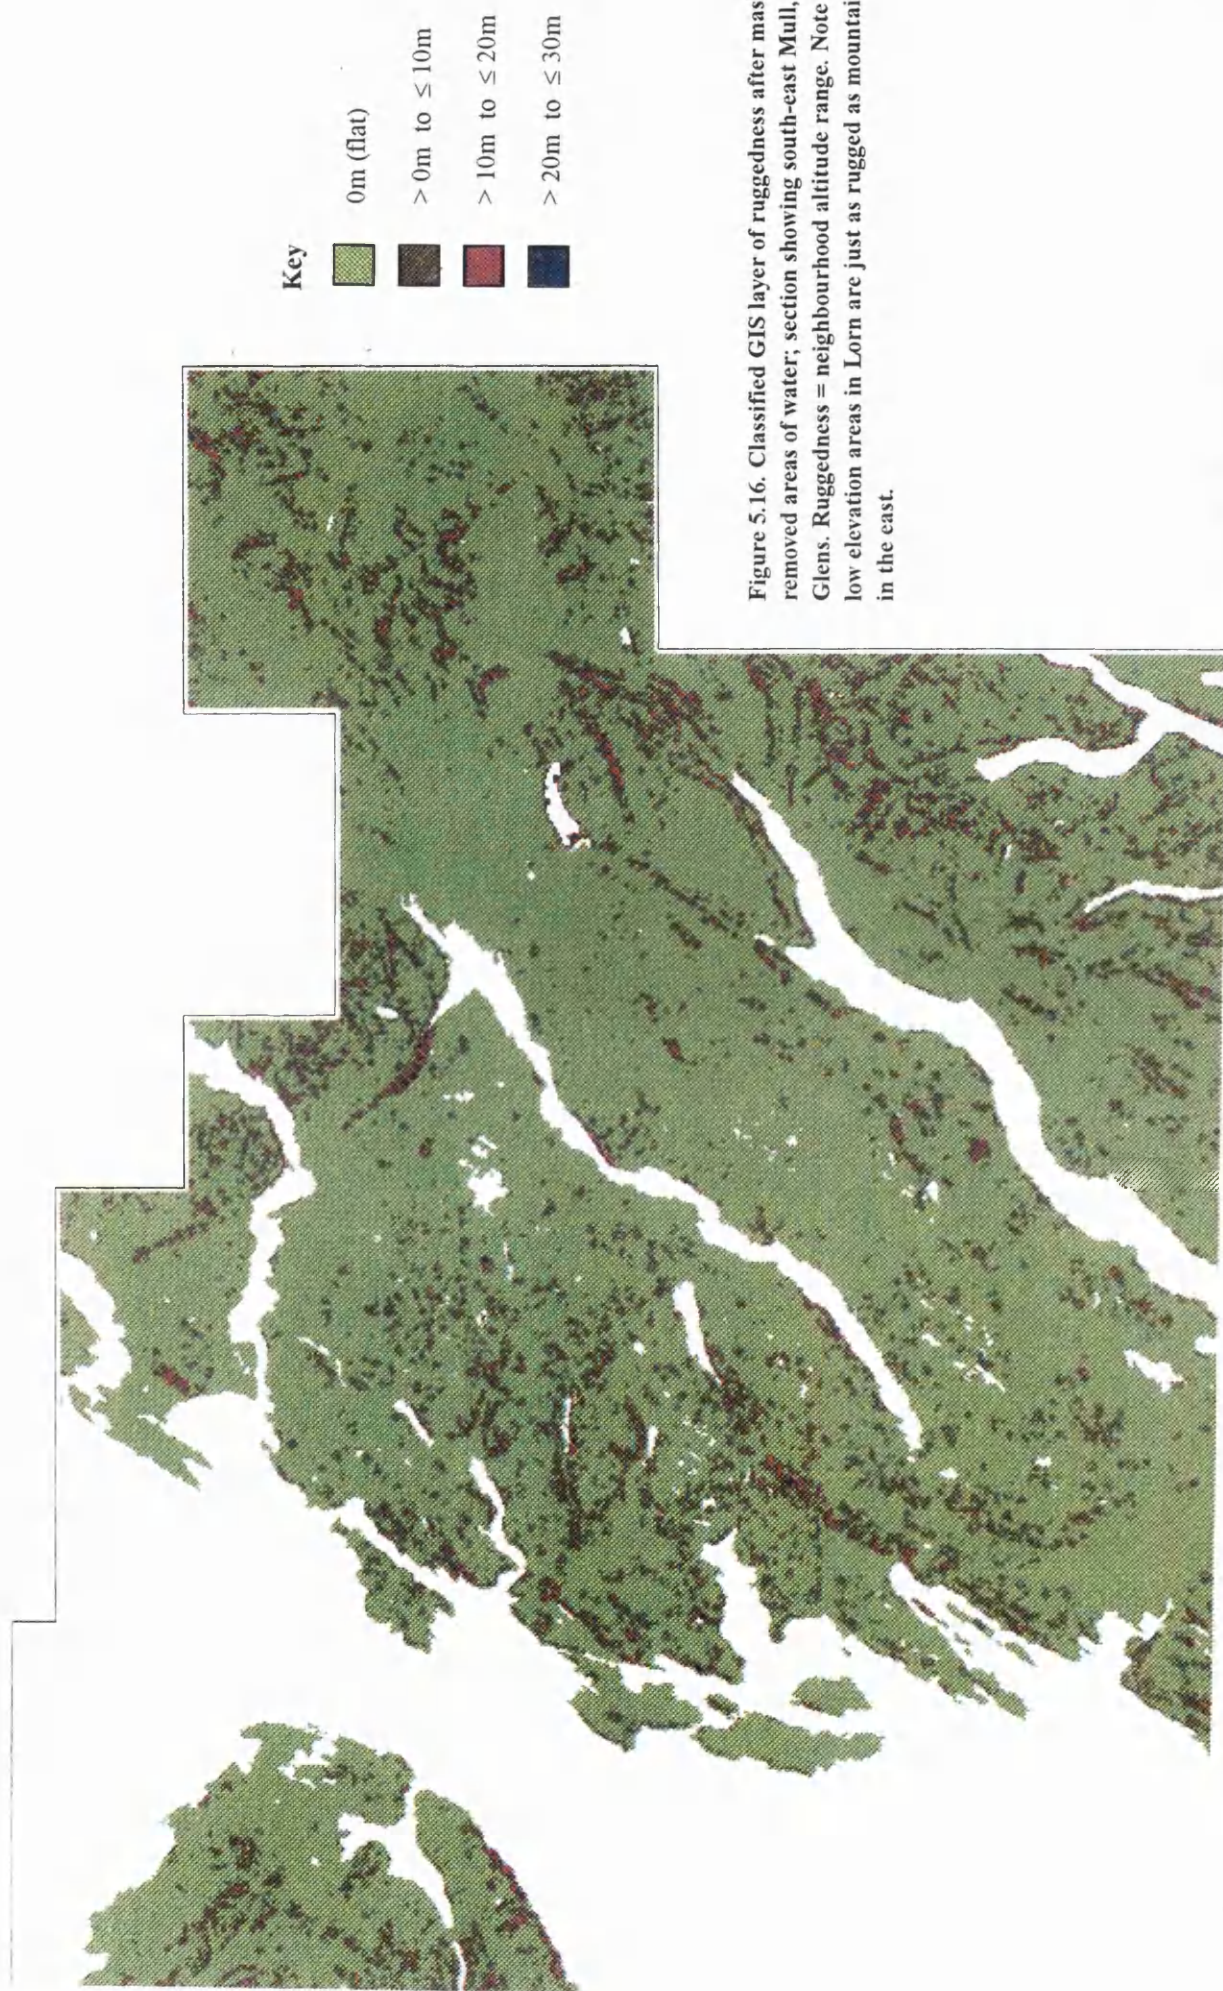 Key
0m (flat)
> 0m to ≤ 10m
> 10m to ≤ 20m
> 20m to ≤ 30m
Figure 5.16. Classified GIS layer of ruggedness after mas
removed areas of water; section showing south-east Mull,
Glens. Ruggedness = neighbourhood altitude range. Note
low elevation areas in Lorn are just as rugged as mountai
in the east.